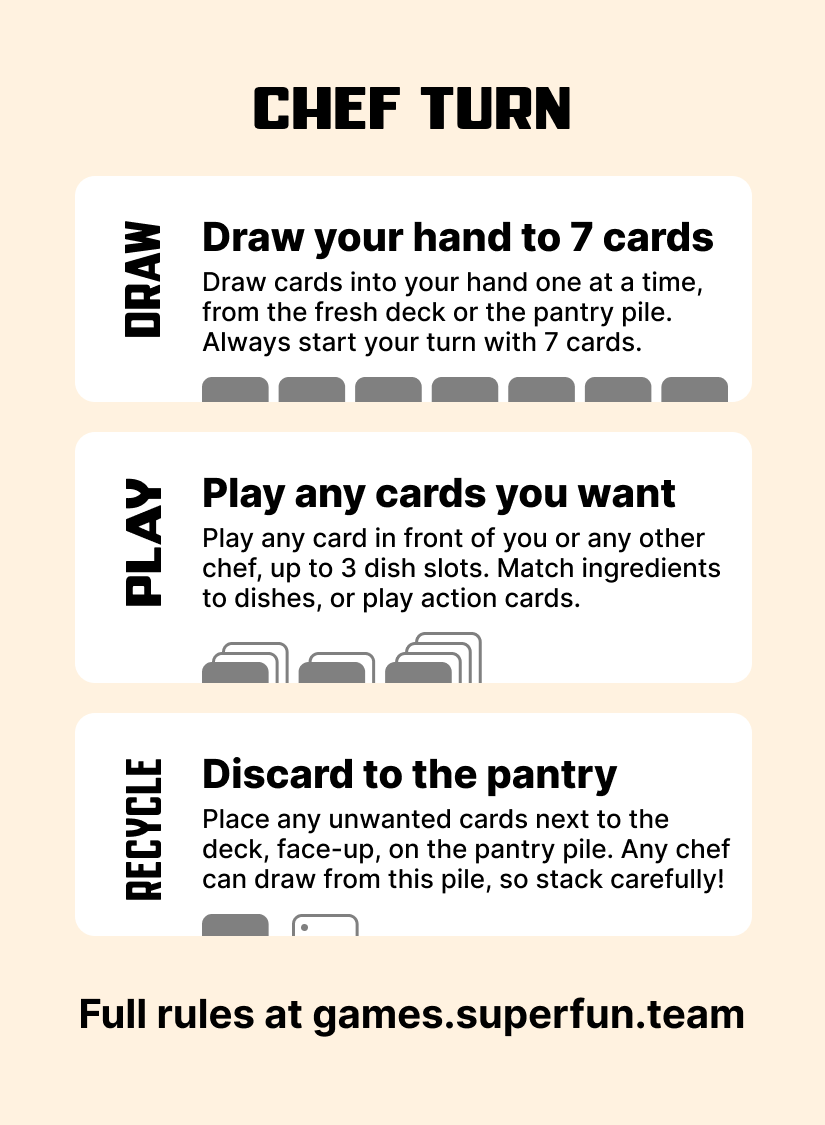 CHEF TURN
DRAW
Draw your hand to 7 cards
Draw cards into your hand one at a time,
from the fresh deck or the pantry pile.
Always start your turn with 7 cards.
PLAY
Play any cards you want
Play any card in front of you or any other
chef, up to 3 dish slots. Match ingredients
to dishes, or play action cards.
RECYCLE
Discard to the pantry
Place any unwanted cards next to the
deck, face-up, on the pantry pile. Any chef
can draw from this pile, so stack carefully!
Full rules at games.superfun.team